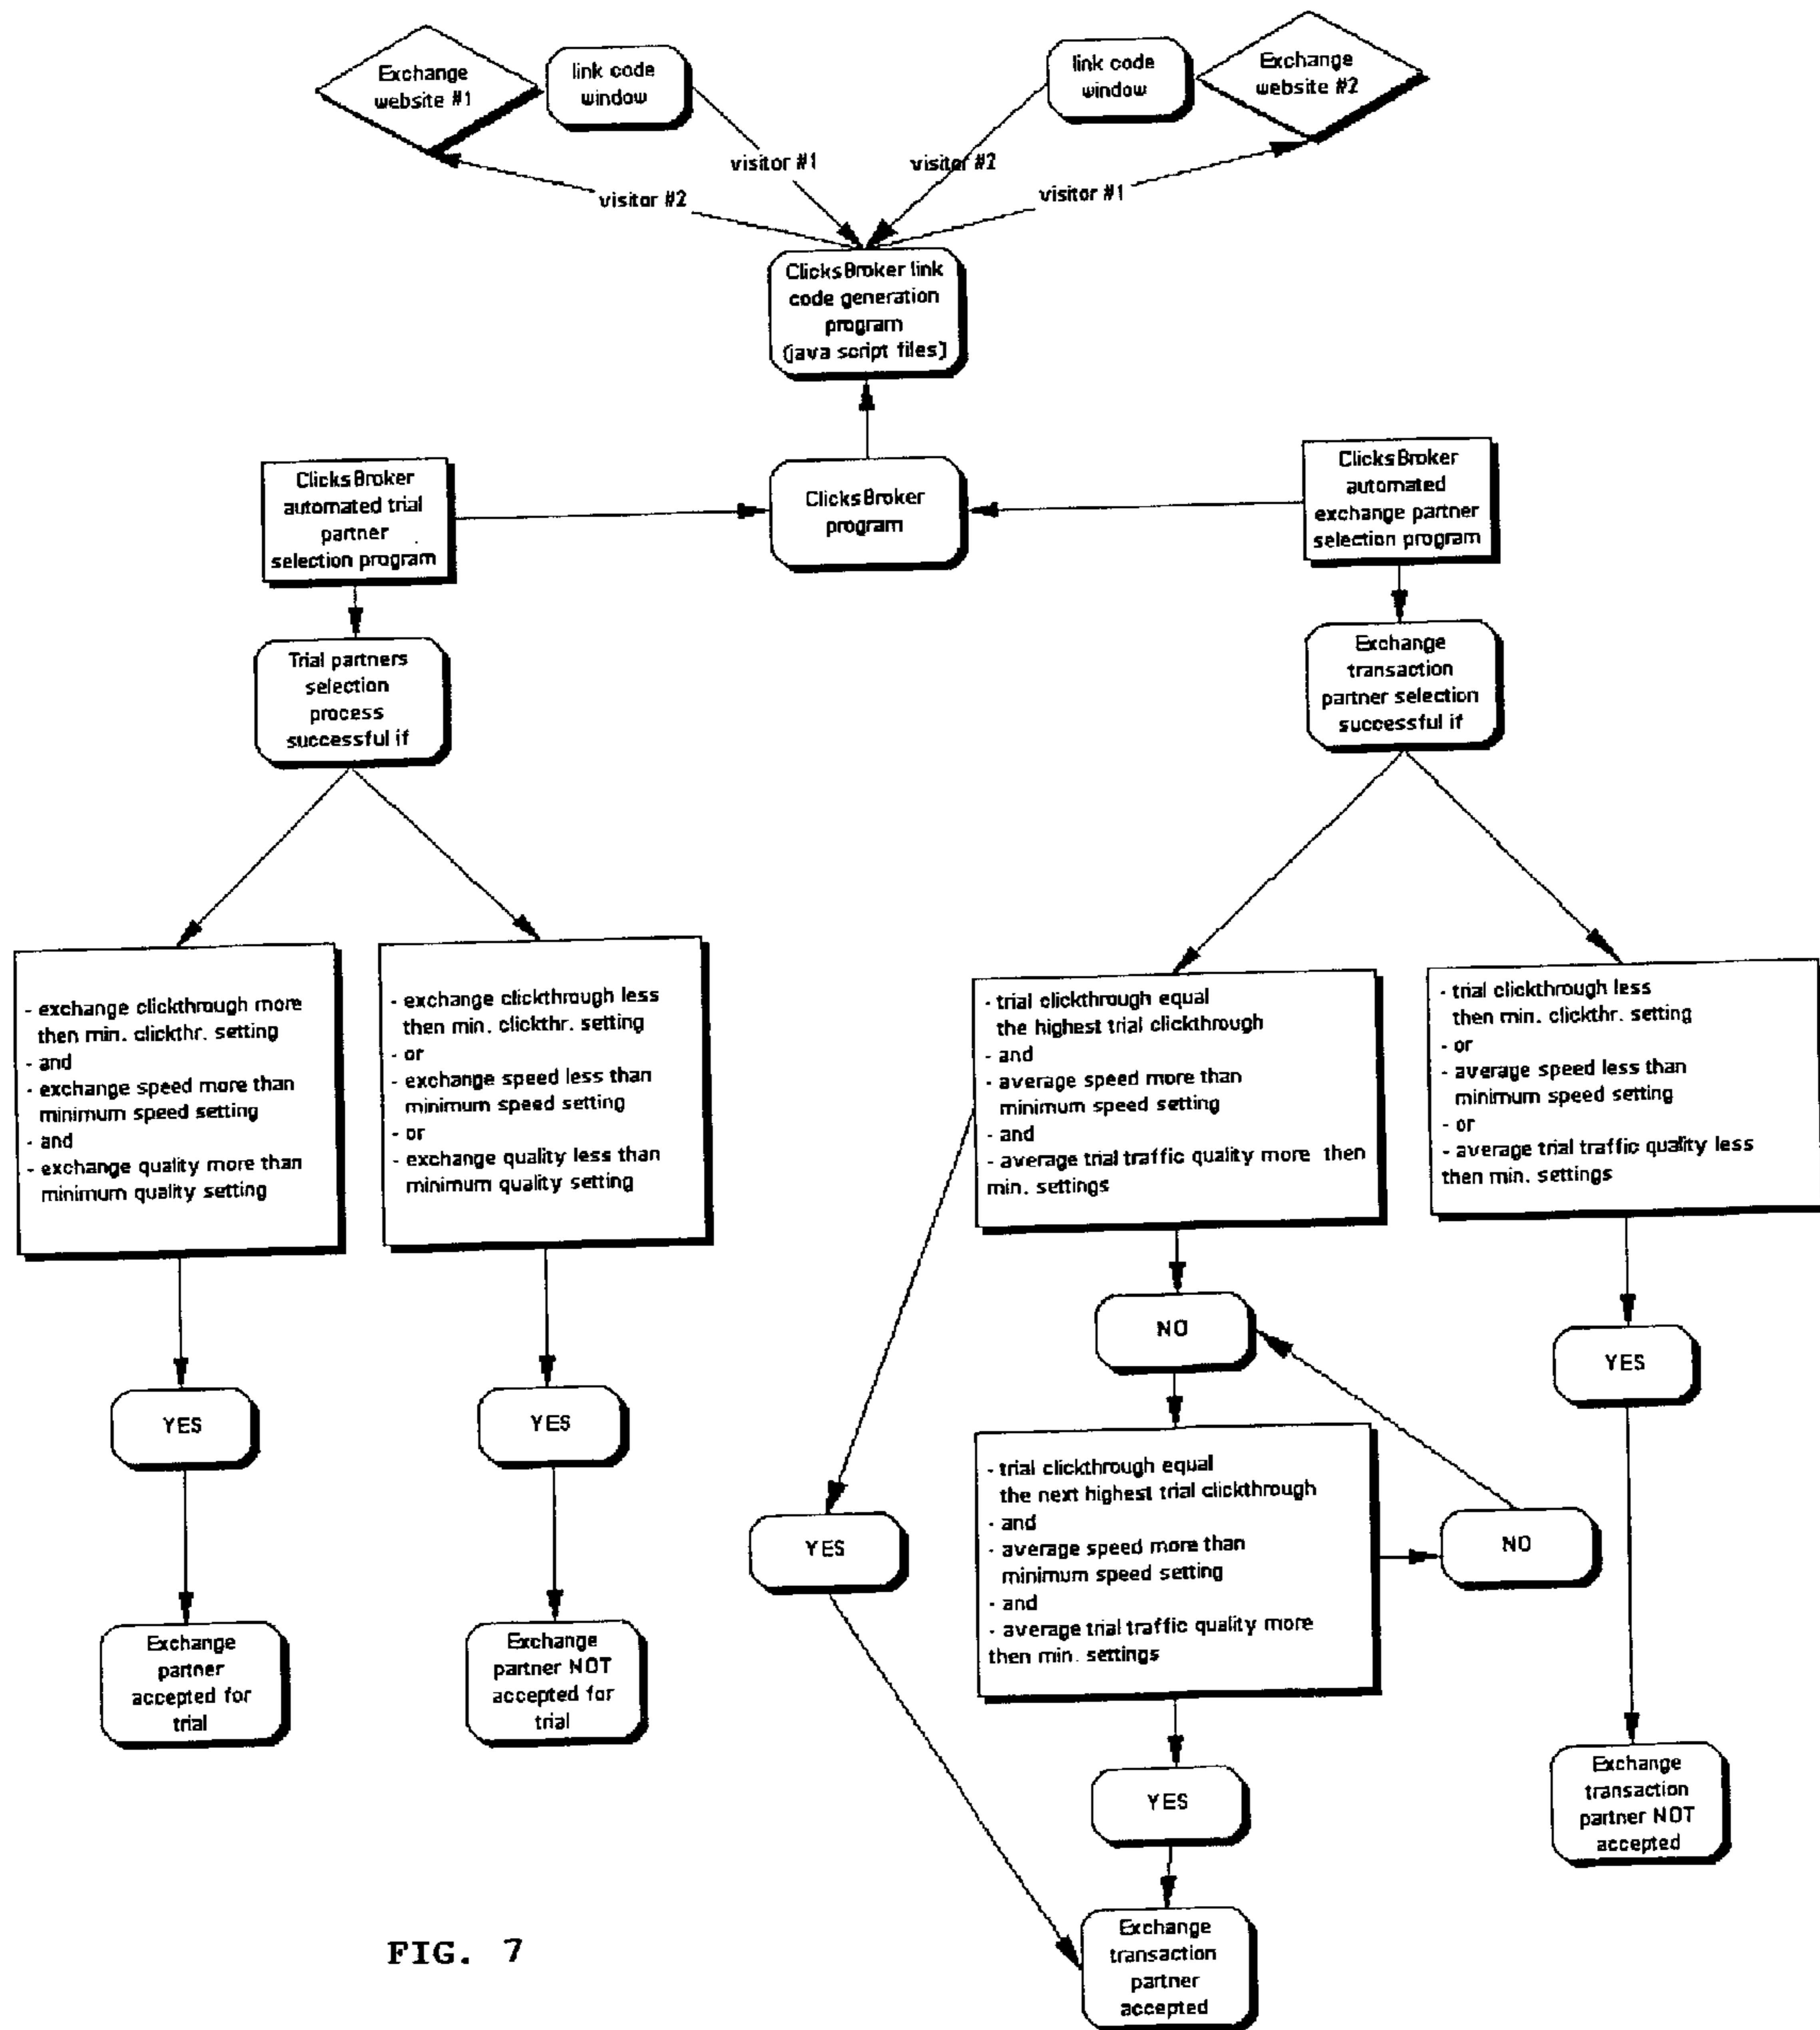 Exchange
website #1
link code
window
link code
window
Exchange
website #2
visitor #1
visitor #2
visitor #2
visitor #1
ClicksBroker link
code generation
program
(java script files)
ClicksBroker
automated trial
partner
selection program
ClicksBroker
program
ClicksBroker
automated
exchange partner
selection program
Trial partners
selection
process
successful if
Exchange
transaction
partner selection
successful if
- exchange clickthrough more
then min. clickthr. setting
- and
- exchange speed more than
minimum speed setting
- and
- exchange quality more than
minimum quality setting
- exchange clickthrough less
then min. clickthr. setting
- or
- exchange speed less than
minimum speed setting
- or
- exchange quality less than
minimum quality setting
- trial clickthrough equal
the highest trial clickthrough
- and
- average speed more than
minimum speed setting
- and
- average trial traffic quality more then
min. settings
- trial clickthrough less
then min. clickthr. setting
- or
- average speed less than
minimum speed setting
- or
- average trial traffic quality less
then min. settings
NO
YES
YES
YES
- trial clickthrough equal
the next highest trial clickthrough
- and
- average speed more than
minimum speed setting
- and
- average trial traffic quality more
then min. settings
YES
NO
Exchange
partner
accepted for
trial
Exchange
partner NOT
accepted for
trial
YES
Exchange
transaction
partner NOT
accepted
Exchange
transaction
partner
accepted
FIG. 7